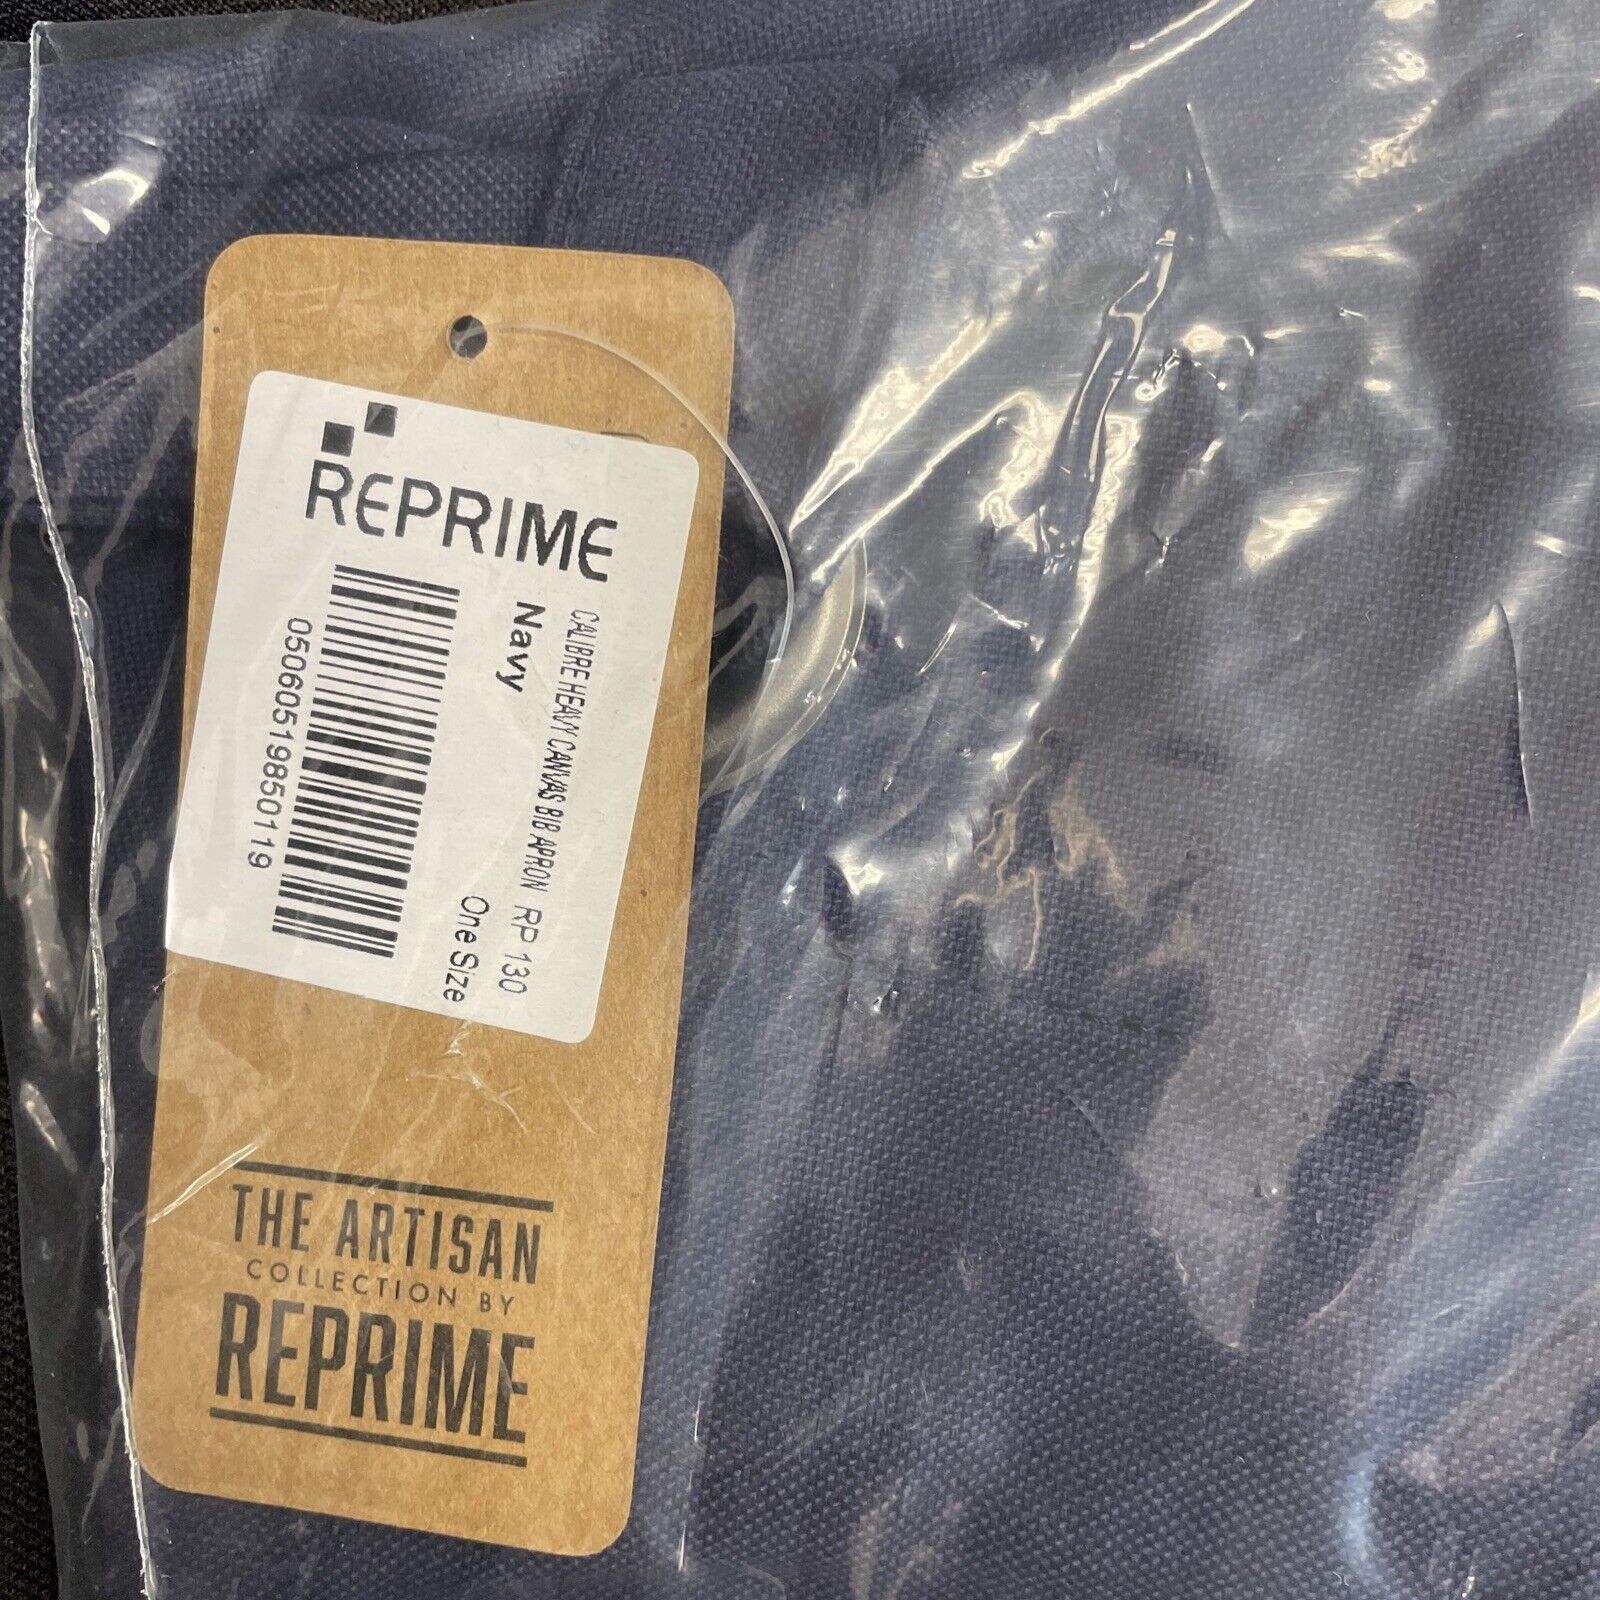 REPRIME
CALIBRE HEAVY CANVAS BIB APRON RP 130
Navy One Size
05060519850119
THE ARTISAN
COLLECTION BY
REPRIME